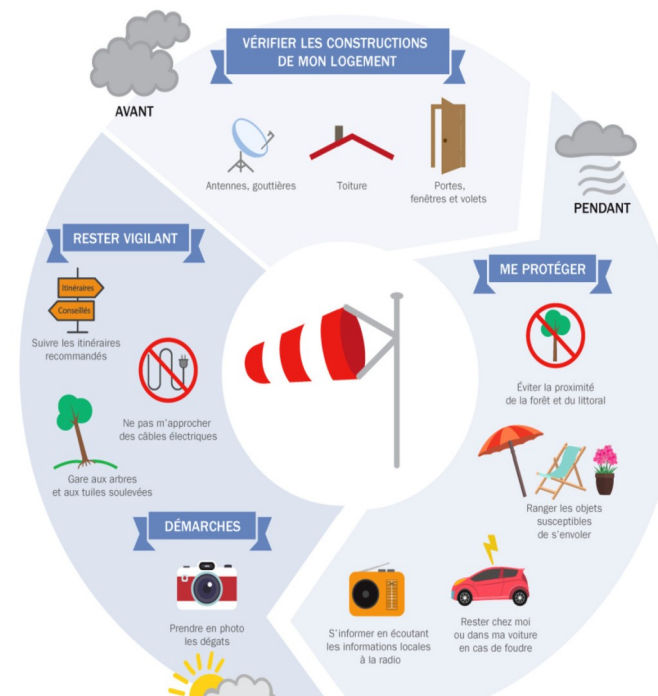 AVANT
VÉRIFIER LES CONSTRUCTIONS
DE MON LOGEMENT
Antennes, gouttières
Toiture
Portes,
fenêtres et volets
PENDANT
ME PROTÉGER
Éviter la proximité
de la forêt et du littoral
Ranger les objets
susceptibles
de s'envoler
Rester chez moi
ou dans ma voiture
en cas de foudre
S'informer en écoutant
les informations locales
à la radio
RESTER VIGILANT
Itinéraires
Conseillés
Suivre les itinéraires
recommandés
Ne pas m'approcher
des câbles électriques
Gare aux arbres
et aux tuiles soulevées
DÉMARCHES
Prendre en photo
les dégats